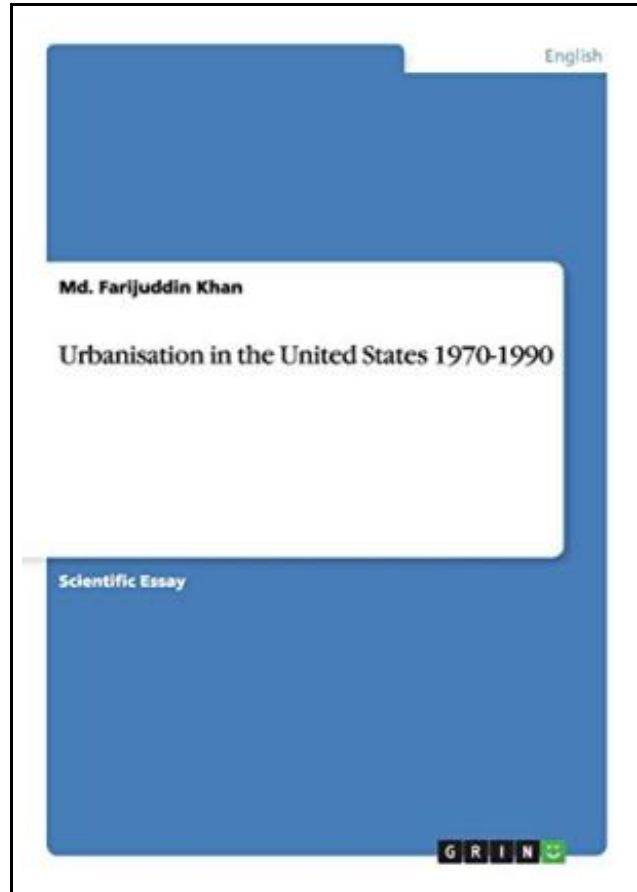 English
Md. Farijuddin Khan
Urbanisation in the United States 1970-1990
Scientific Essay
GRIN